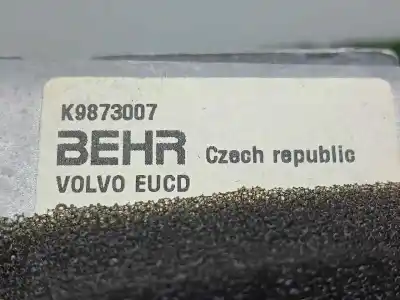 K9873007
BEHR Czech republic
VOLVO EUCD